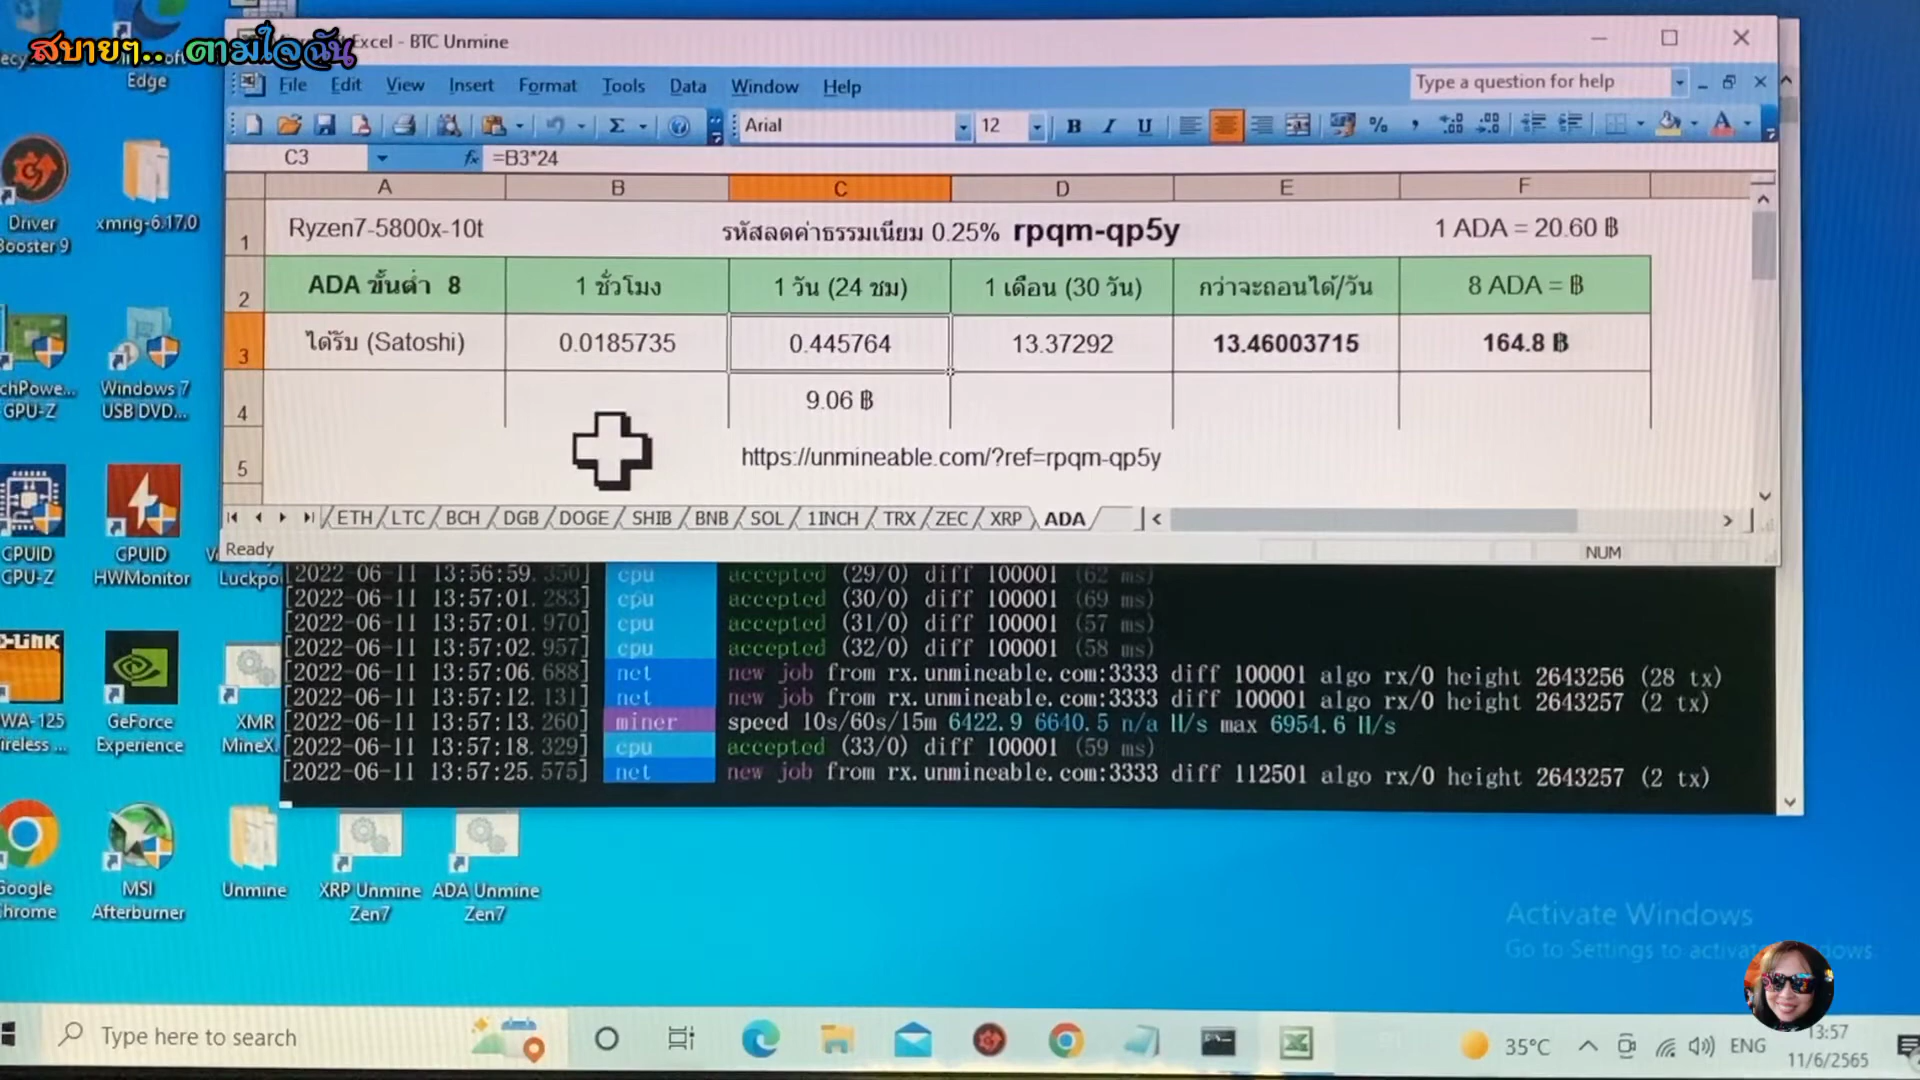 สบายๆ.. ตามใจฉัน
Excel - BTC Unmine
Edge
File Edit View Insert Format Tools Data Window Help
Type a question for help
Arial 12 B I U
C3 fx =B3*24
A B C D E F
1 Ryzen7-5800x-10t รหัสลดค่าธรรมเนียม 0.25% rpqm-qp5y 1 ADA = 20.60 ฿
2 ADA ขั้นต่ำ 8 1 ชั่วโมง 1 วัน (24 ชม) 1 เดือน (30 วัน) กว่าจะถอนได้/วัน 8 ADA = ฿
3 ได้รับ (Satoshi) 0.0185735 0.445764 13.37292 13.46003715 164.8 ฿
4 9.06 ฿
5 https://unmineable.com/?ref=rpqm-qp5y
ETH LTC BCH DGB DOGE SHIB BNB SOL 1INCH TRX ZEC XRP ADA
Ready NUM
[2022-06-11 13:56:59.350] cpu accepted (29/0) diff 100001 (62 ms)
[2022-06-11 13:57:01.283] cpu accepted (30/0) diff 100001 (69 ms)
[2022-06-11 13:57:01.970] cpu accepted (31/0) diff 100001 (57 ms)
[2022-06-11 13:57:02.957] cpu accepted (32/0) diff 100001 (58 ms)
[2022-06-11 13:57:06.688] net new job from rx.unmineable.com:3333 diff 100001 algo rx/0 height 2643256 (28 tx)
[2022-06-11 13:57:12.131] net new job from rx.unmineable.com:3333 diff 100001 algo rx/0 height 2643257 (2 tx)
[2022-06-11 13:57:13.260] miner speed 10s/60s/15m 6422.9 6640.5 n/a H/s max 6954.6 H/s
[2022-06-11 13:57:18.329] cpu accepted (33/0) diff 100001 (59 ms)
[2022-06-11 13:57:25.575] net new job from rx.unmineable.com:3333 diff 112501 algo rx/0 height 2643257 (2 tx)
Driver
Booster 9
xmrig-6.17.0
GPU-Z
Windows 7
USB DVD...
CPUID
CPU-Z
CPUID
HWMonitor
D-Link
DWA-125
Wireless ...
GeForce
Experience
XMR
MineX.
Google
Chrome
MSI
Afterburner
Unmine
XRP Unmine
Zen7
ADA Unmine
Zen7
Activate Windows
Go to Settings to activate Windows
Type here to search
35°C
ENG
13:57
11/6/2565